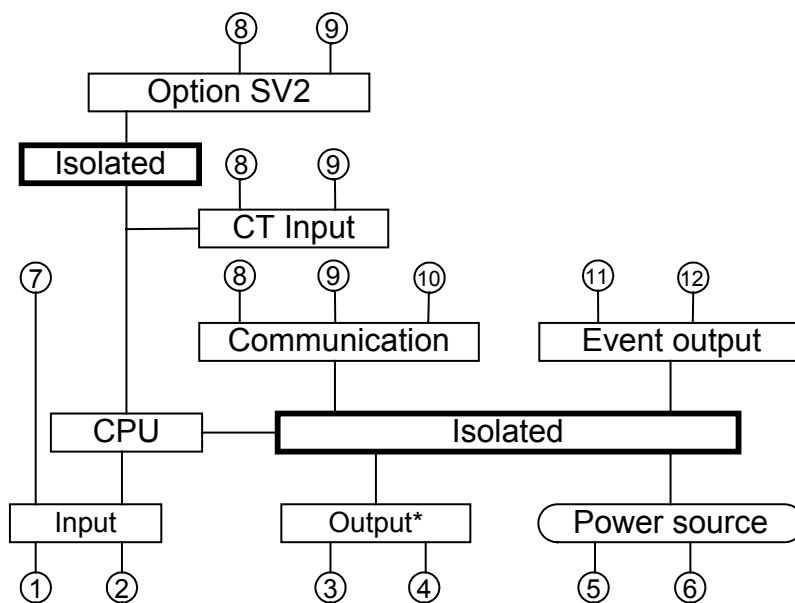 ⑧ ⑨
Option SV2
Isolated
⑧ ⑨
CT Input
⑦
⑧ ⑨ ⑩
Communication
⑪ ⑫
Event output
CPU
Isolated
Input
Output*
Power source
① ②
③ ④
⑤ ⑥